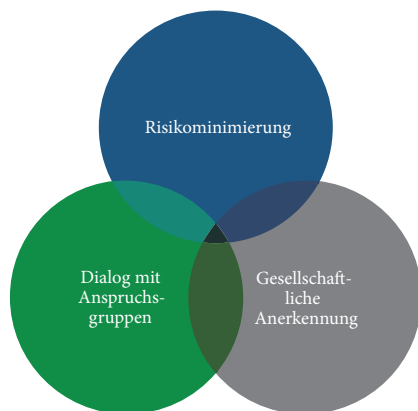 Risikominimierung
Dialog mit
Anspruchs-
gruppen
Gesellschaft-
liche
Anerkennung